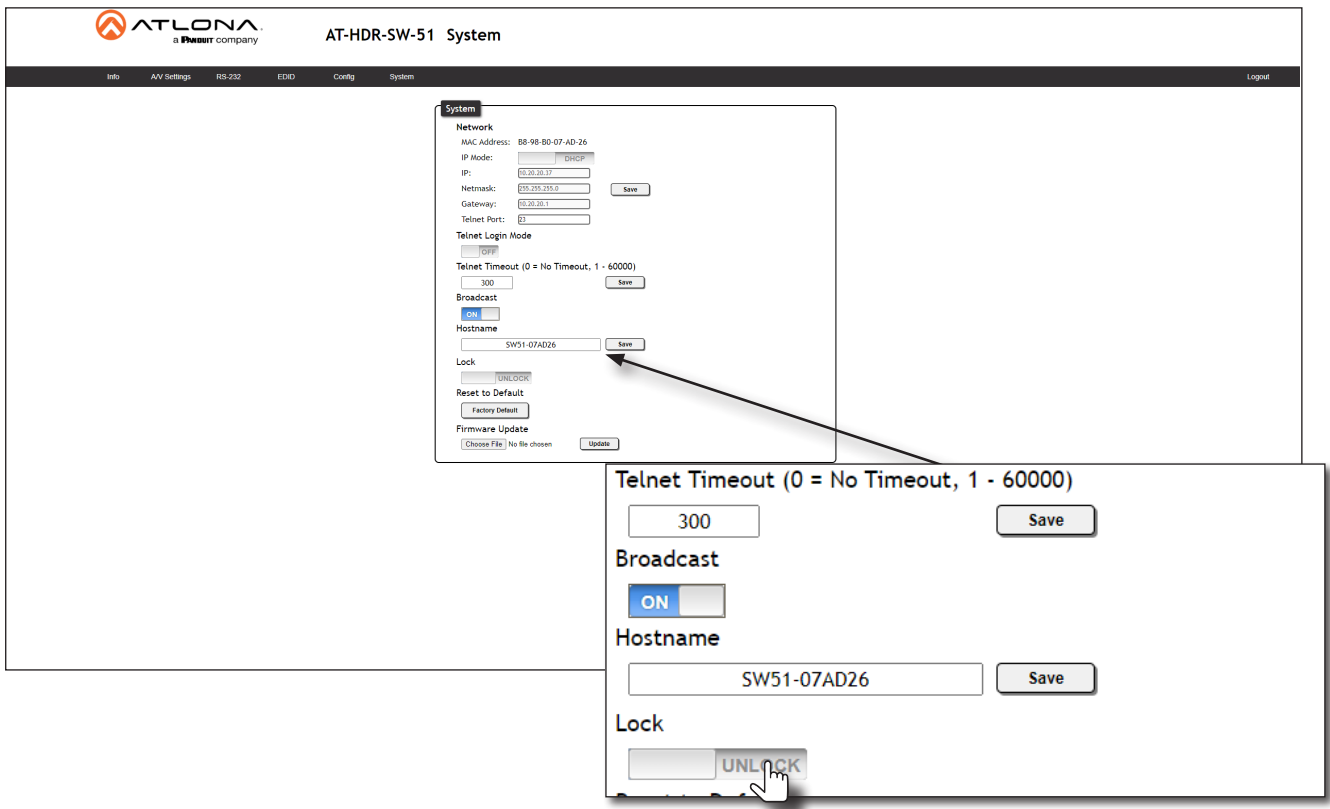 ATLONA.
a PANDUIT company
AT-HDR-SW-51 System
Info A/V Settings RS-232 EDID Config System Logout
System
Network
MAC Address: B8-98-B0-07-AD-26
IP Mode: DHCP
IP: 10.20.20.37
Netmask: 255.255.255.0 Save
Gateway: 10.20.20.1
Telnet Port: 23
Telnet Login Mode
OFF
Telnet Timeout (0 = No Timeout, 1 - 60000)
300 Save
Broadcast
ON
Hostname
SW51-07AD26 Save
Lock
UNLOCK
Reset to Default
Factory Default
Firmware Update
Choose File No file chosen Update
Telnet Timeout (0 = No Timeout, 1 - 60000)
300 Save
Broadcast
ON
Hostname
SW51-07AD26 Save
Lock
UNLOCK